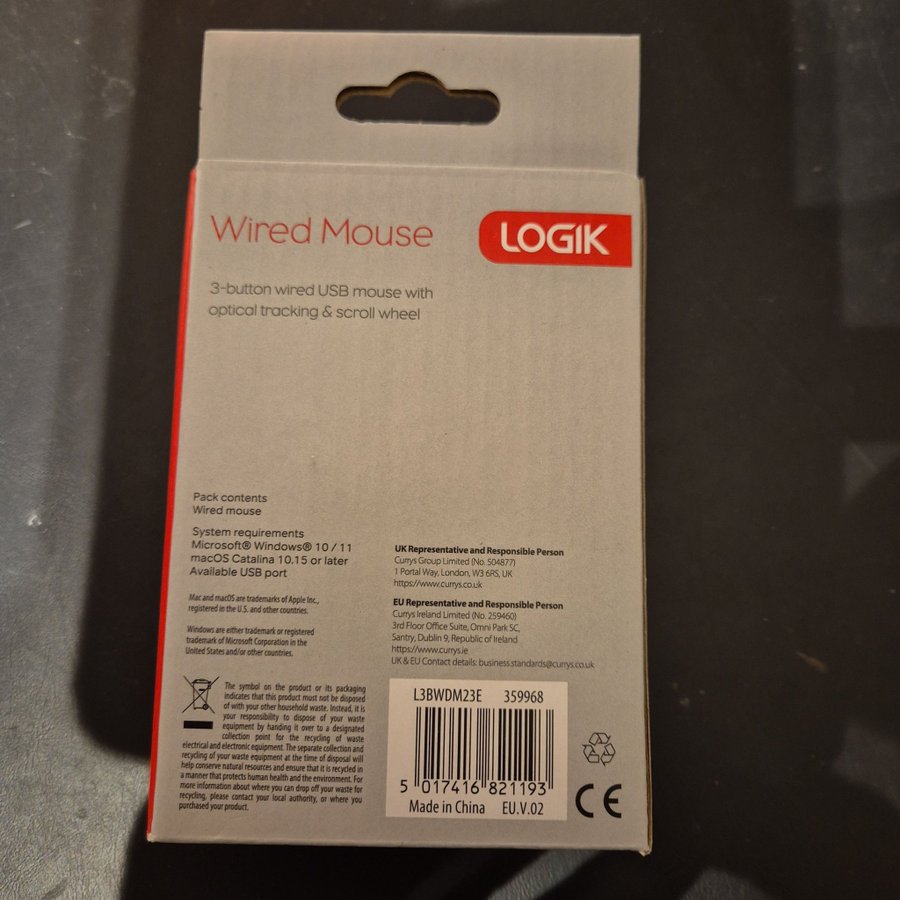 Wired Mouse
LOGIK
3-button wired USB mouse with
optical tracking & scroll wheel
Pack contents
Wired mouse
System requirements
Microsoft® Windows® 10 / 11
macOS Catalina 10.15 or later
Available USB port
Mac and macOS are trademarks of Apple Inc.,
registered in the U.S. and other countries.
Windows are either trademark or registered
trademark of Microsoft Corporation in the
United States and/or other countries.
UK Representative and Responsible Person
Currys Group Limited (No. 504877)
1 Portal Way, London, W3 6RS, UK
https://www.currys.co.uk
EU Representative and Responsible Person
Currys Ireland Limited (No. 259460)
3rd Floor Office Suite, Omni Park SC,
Santry, Dublin 9, Republic of Ireland
https://www.currys.ie
UK & EU Contact details: business.standards@currys.co.uk
The symbol on the product or its packaging
indicates that this product must not be disposed
of with your other household waste. Instead, it is
your responsibility to dispose of your waste
equipment by handing it over to a designated
collection point for the recycling of waste
electrical and electronic equipment. The separate collection and
recycling of your waste equipment at the time of disposal will
help conserve natural resources and ensure that it is recycled in
a manner that protects human health and the environment. For
more information about where you can drop off your waste for
recycling, please contact your local authority, or where you
purchased your product.
L3BWDM23E 359968
5 017416 821193
Made in China EU.V.02
CE